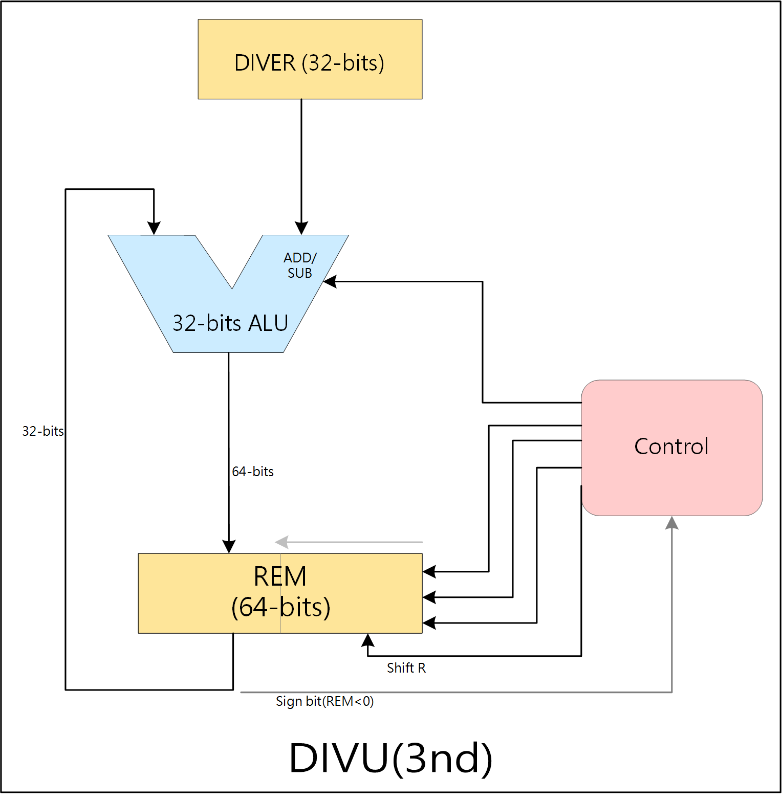 DIVER (32-bits)
ADD/
SUB
32-bits ALU
32-bits
64-bits
Control
REM
(64-bits)
Shift R
Sign bit(REM<0)
DIVU(3nd)